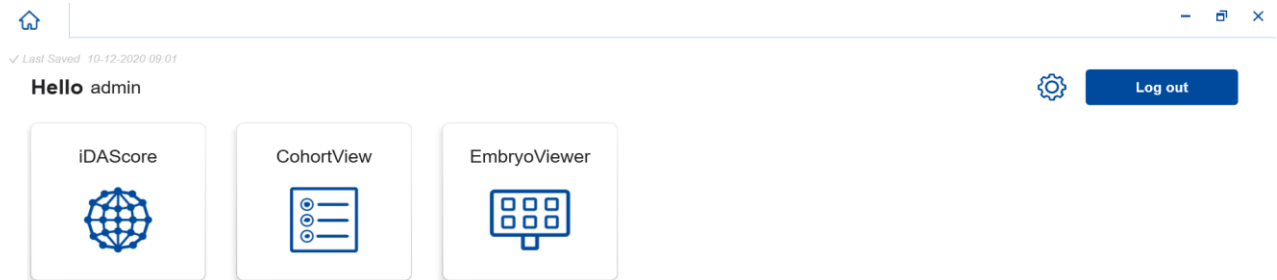 ✓ Last Saved 10-12-2020 09:01
Hello admin
Log out
iDAScore
CohortView
EmbryoViewer